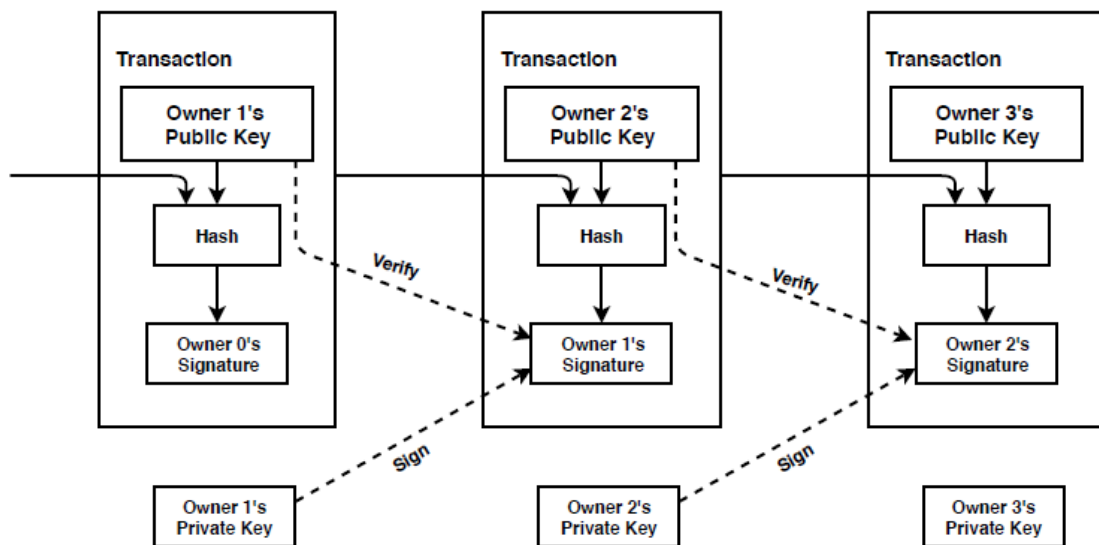 Transaction
Owner 1's
Public Key
Hash
Owner 0's
Signature
Transaction
Owner 2's
Public Key
Hash
Owner 1's
Signature
Transaction
Owner 3's
Public Key
Hash
Owner 2's
Signature
Verify
Verify
Sign
Sign
Owner 1's
Private Key
Owner 2's
Private Key
Owner 3's
Private Key